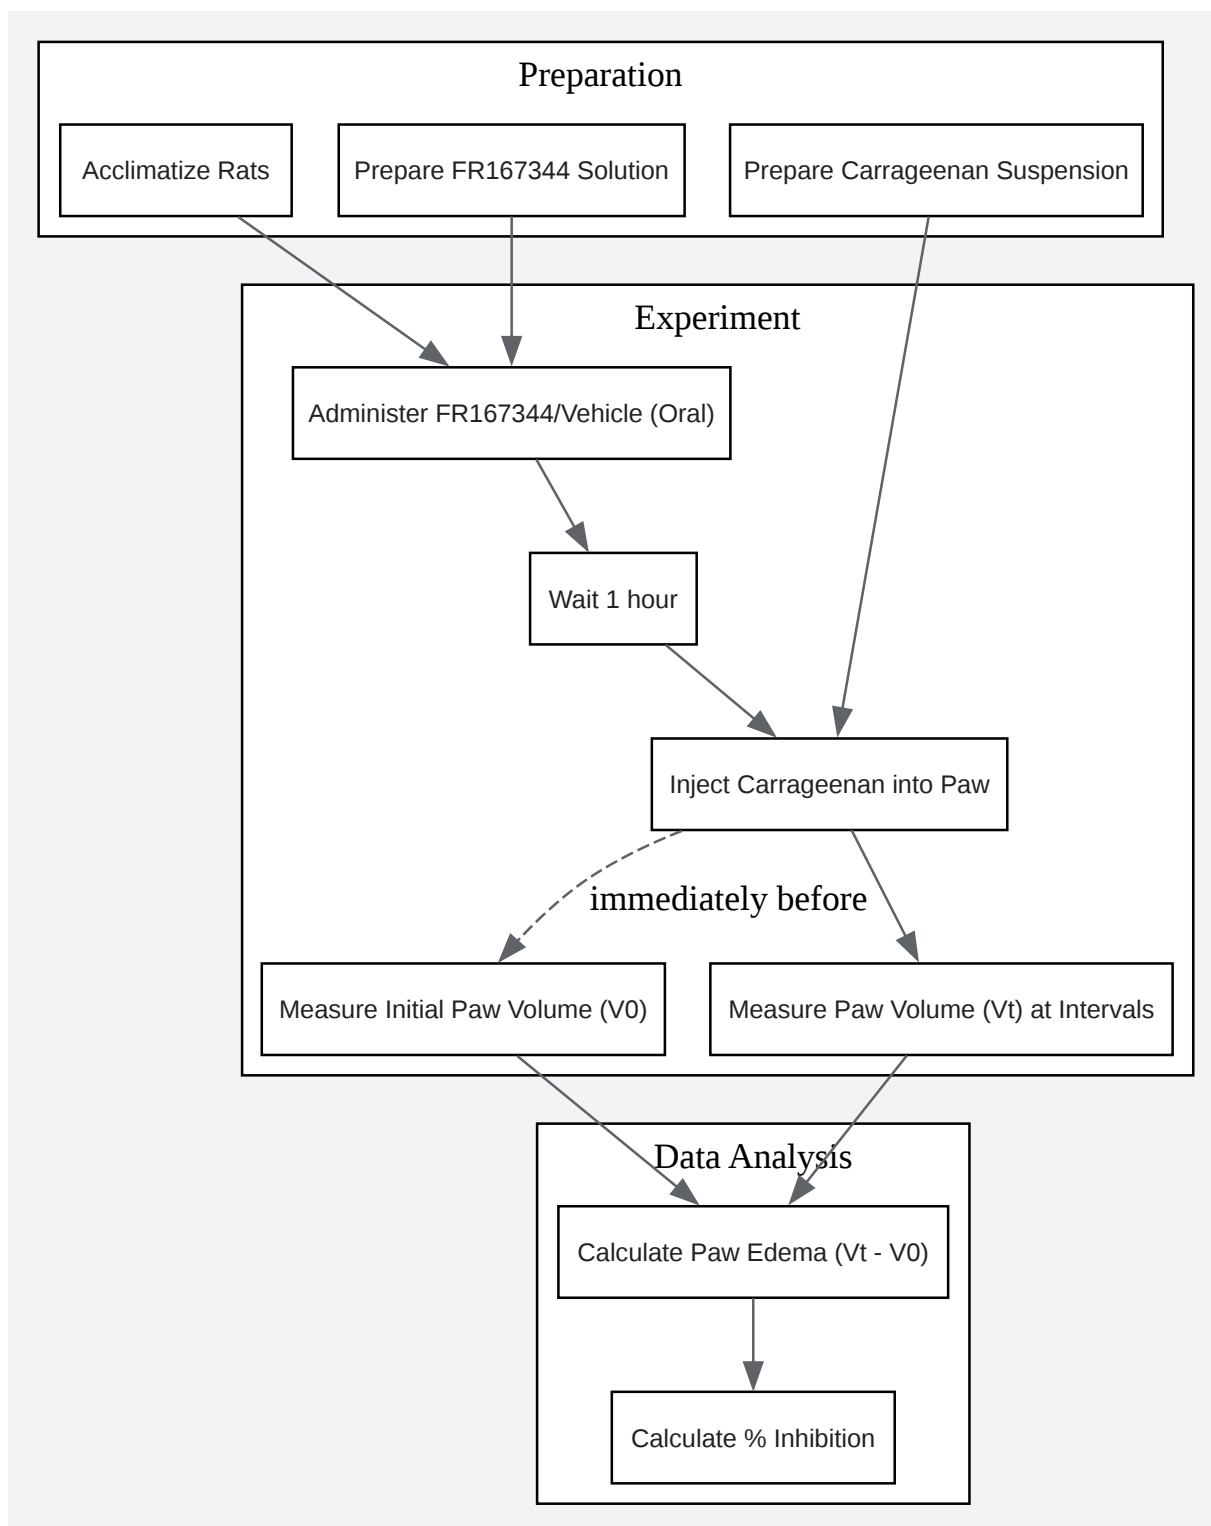 Preparation
Acclimatize Rats
Prepare FR167344 Solution
Prepare Carrageenan Suspension
Experiment
Administer FR167344/Vehicle (Oral)
Wait 1 hour
Inject Carrageenan into Paw
immediately before
Measure Initial Paw Volume (V0)
Measure Paw Volume (Vt) at Intervals
Data Analysis
Calculate Paw Edema (Vt - V0)
Calculate % Inhibition